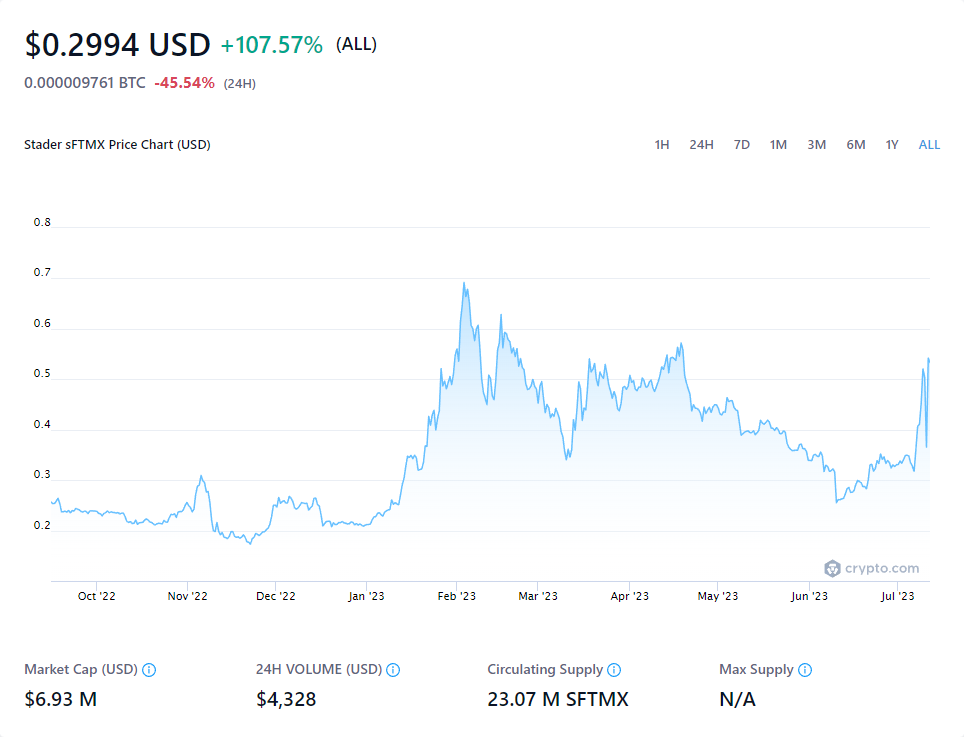 $0.2994 USD +107.57% (ALL)
0.000009761 BTC -45.54% (24H)
Stader sFTMX Price Chart (USD) 1H 24H 7D 1M 3M 6M 1Y ALL
0.8
0.7
0.6
0.5
0.4
0.3
0.2
crypto.com
Oct '22 Nov '22 Dec '22 Jan '23 Feb '23 Mar '23 Apr '23 May '23 Jun '23 Jul '23
Market Cap (USD) 24H VOLUME (USD) Circulating Supply Max Supply
$6.93 M $4,328 23.07 M SFTMX N/A